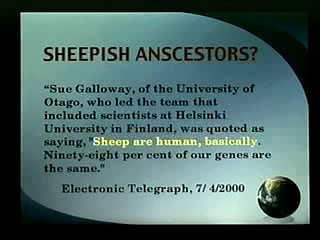 SHEEPISH ANSCESTORS?
“Sue Galloway, of the University of
Otago, who led the team that
included scientists at Helsinki
University in Finland, was quoted as
saying, "Sheep are human, basically.
Ninety-eight per cent of our genes are
the same."
Electronic Telegraph, 7/ 4/2000